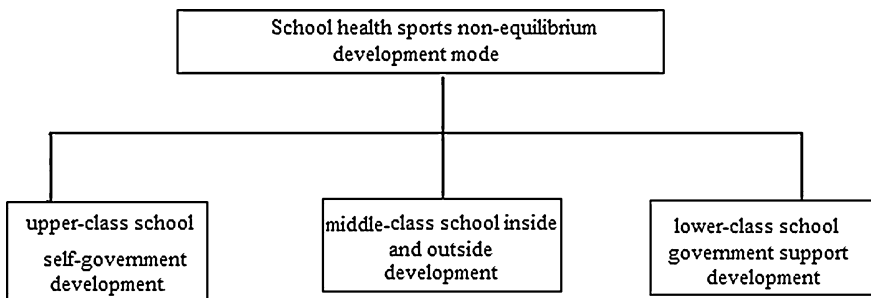 School health sports non-equilibrium
development mode
upper-class school
self-government
development
middle-class school inside
and outside
development
lower-class school
government support
development